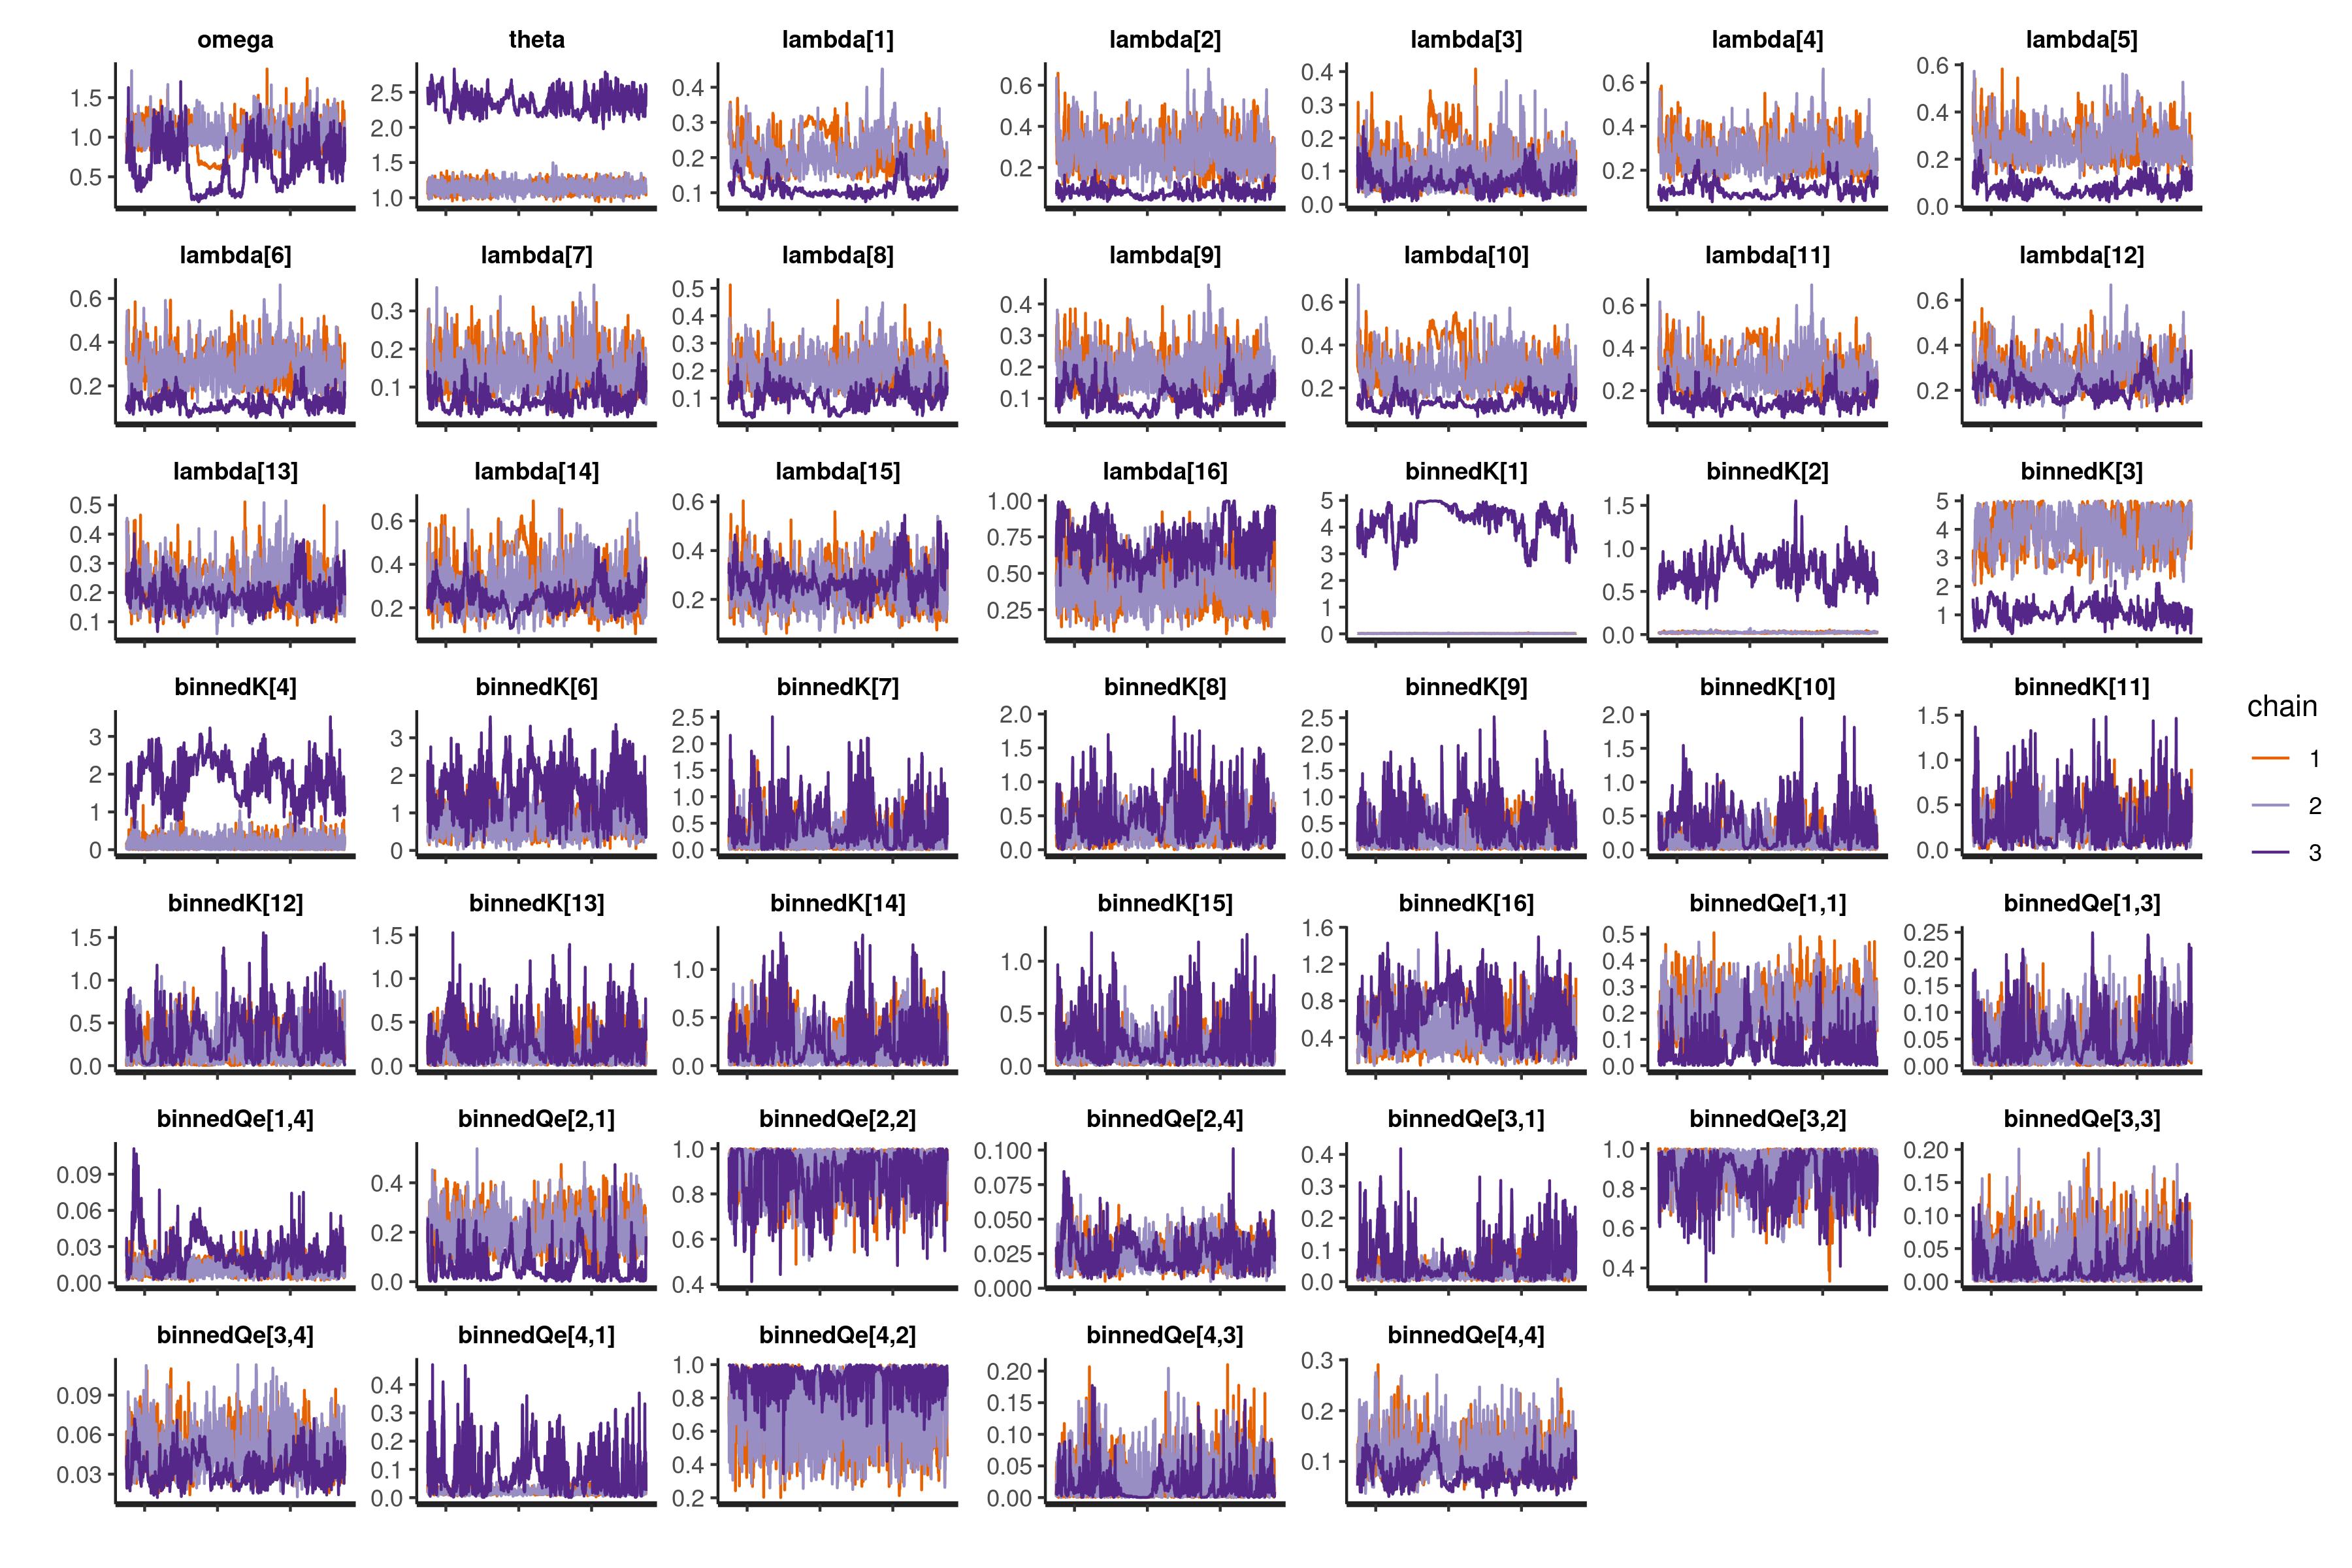 omega theta lambda[1] lambda[2] lambda[3] lambda[4] lambda[5]
1.5 1.0 0.5
2.5 2.0 1.5 1.0
0.4 0.3 0.2 0.1
0.6 0.4 0.2
0.4 0.3 0.2 0.1 0.0
0.6 0.4 0.2
0.6 0.4 0.2 0.0
lambda[6] lambda[7] lambda[8] lambda[9] lambda[10] lambda[11] lambda[12]
0.6 0.4 0.2
0.3 0.2 0.1
0.5 0.4 0.3 0.2 0.1
0.4 0.3 0.2 0.1
0.6 0.4 0.2
0.6 0.4 0.2
0.6 0.4 0.2
lambda[13] lambda[14] lambda[15] lambda[16] binnedK[1] binnedK[2] binnedK[3]
0.5 0.4 0.3 0.2 0.1
0.6 0.4 0.2
0.6 0.4 0.2
1.00 0.75 0.50 0.25
5 4 3 2 1 0
1.5 1.0 0.5 0.0
5 4 3 2 1
binnedK[4] binnedK[6] binnedK[7] binnedK[8] binnedK[9] binnedK[10] binnedK[11]
3 2 1 0
3 2 1 0
2.5 2.0 1.5 1.0 0.5 0.0
2.0 1.5 1.0 0.5 0.0
2.5 2.0 1.5 1.0 0.5 0.0
2.0 1.5 1.0 0.5 0.0
1.5 1.0 0.5 0.0
chain
1
2
3
binnedK[12] binnedK[13] binnedK[14] binnedK[15] binnedK[16] binnedQe[1,1] binnedQe[1,3]
1.5 1.0 0.5 0.0
1.5 1.0 0.5 0.0
1.0 0.5 0.0
1.0 0.5 0.0
1.6 1.2 0.8 0.4
0.5 0.4 0.3 0.2 0.1 0.0
0.25 0.20 0.15 0.10 0.05 0.00
binnedQe[1,4] binnedQe[2,1] binnedQe[2,2] binnedQe[2,4] binnedQe[3,1] binnedQe[3,2] binnedQe[3,3]
0.09 0.06 0.03 0.00
0.4 0.2 0.0
1.0 0.8 0.6 0.4
0.100 0.075 0.050 0.025 0.000
0.4 0.3 0.2 0.1 0.0
1.0 0.8 0.6 0.4
0.20 0.15 0.10 0.05 0.00
binnedQe[3,4] binnedQe[4,1] binnedQe[4,2] binnedQe[4,3] binnedQe[4,4]
0.09 0.06 0.03
0.4 0.3 0.2 0.1 0.0
1.0 0.8 0.6 0.4 0.2
0.20 0.15 0.10 0.05 0.00
0.3 0.2 0.1